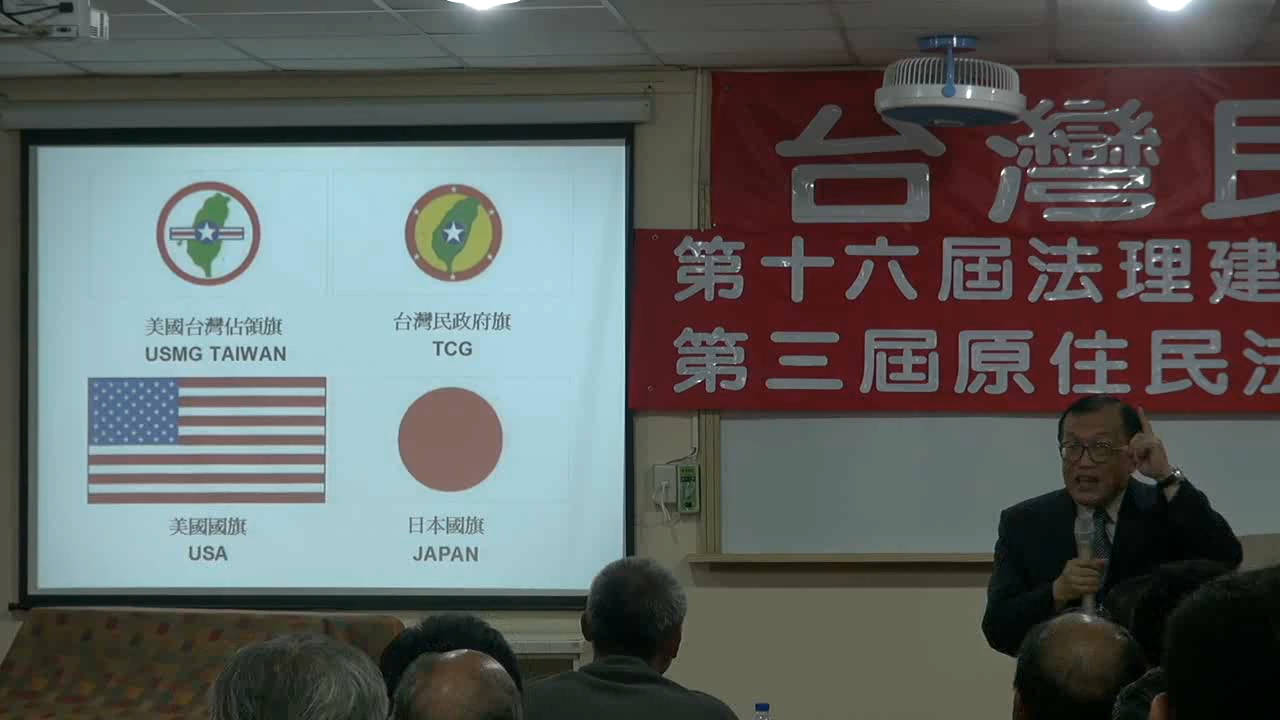 美國台灣佔領旗
USMG TAIWAN
台灣民政府旗
TCG
美國國旗
USA
日本國旗
JAPAN
台灣民
第十六屆法理建
第三屆原住民法